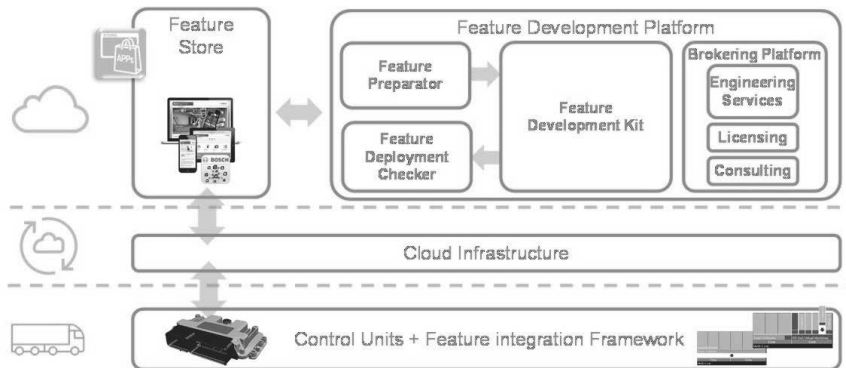 Feature
Store
APPs
BOSCH
Feature Development Platform
Feature
Preparator
Feature
Deployment
Checker
Feature
Development Kit
Brokering Platform
Engineering
Services
Licensing
Consulting
Cloud Infrastructure
Control Units + Feature integration Framework